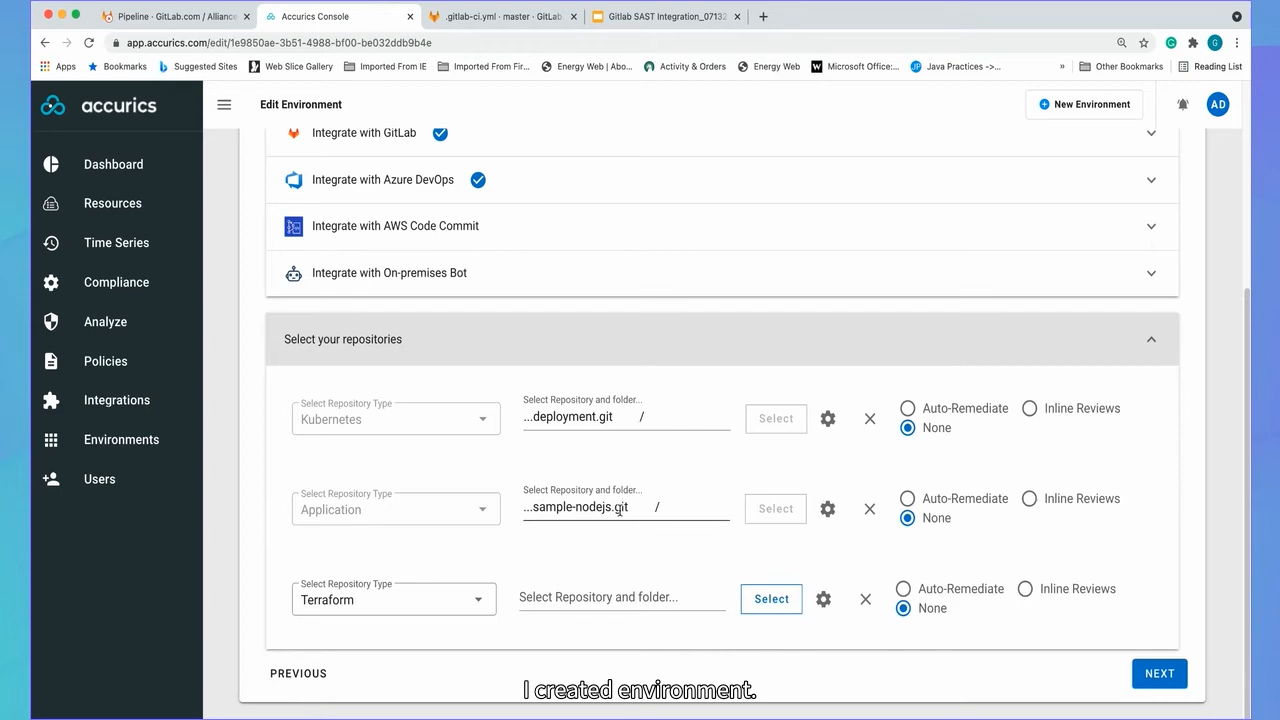 Pipeline · GitLab.com / Alliance
Accurics Console
.gitlab-ci.yml · master · GitLab
Gitlab SAST Integration_07132
app.accurics.com/edit/1e9850ae-3b51-4988-bf00-be032ddb9b4e
G
Apps
Bookmarks
Suggested Sites
Web Slice Gallery
Imported From IE
Imported From Fir...
Energy Web | Abo...
Activity & Orders
Energy Web
Microsoft Office:...
Java Practices ->...
»
Other Bookmarks
Reading List
accurics
Edit Environment
New Environment
AD
Dashboard
Resources
Time Series
Compliance
Analyze
Policies
Integrations
Environments
Users
Integrate with GitLab
Integrate with Azure DevOps
Integrate with AWS Code Commit
Integrate with On-premises Bot
Select your repositories
Select Repository Type
Kubernetes
Select Repository and folder...
...deployment.git /
Select
Auto-Remediate
Inline Reviews
None
Select Repository Type
Application
Select Repository and folder...
...sample-nodejs.git /
Select
Auto-Remediate
Inline Reviews
None
Select Repository Type
Terraform
Select Repository and folder...
Select
Auto-Remediate
Inline Reviews
None
PREVIOUS
NEXT
I created environment.